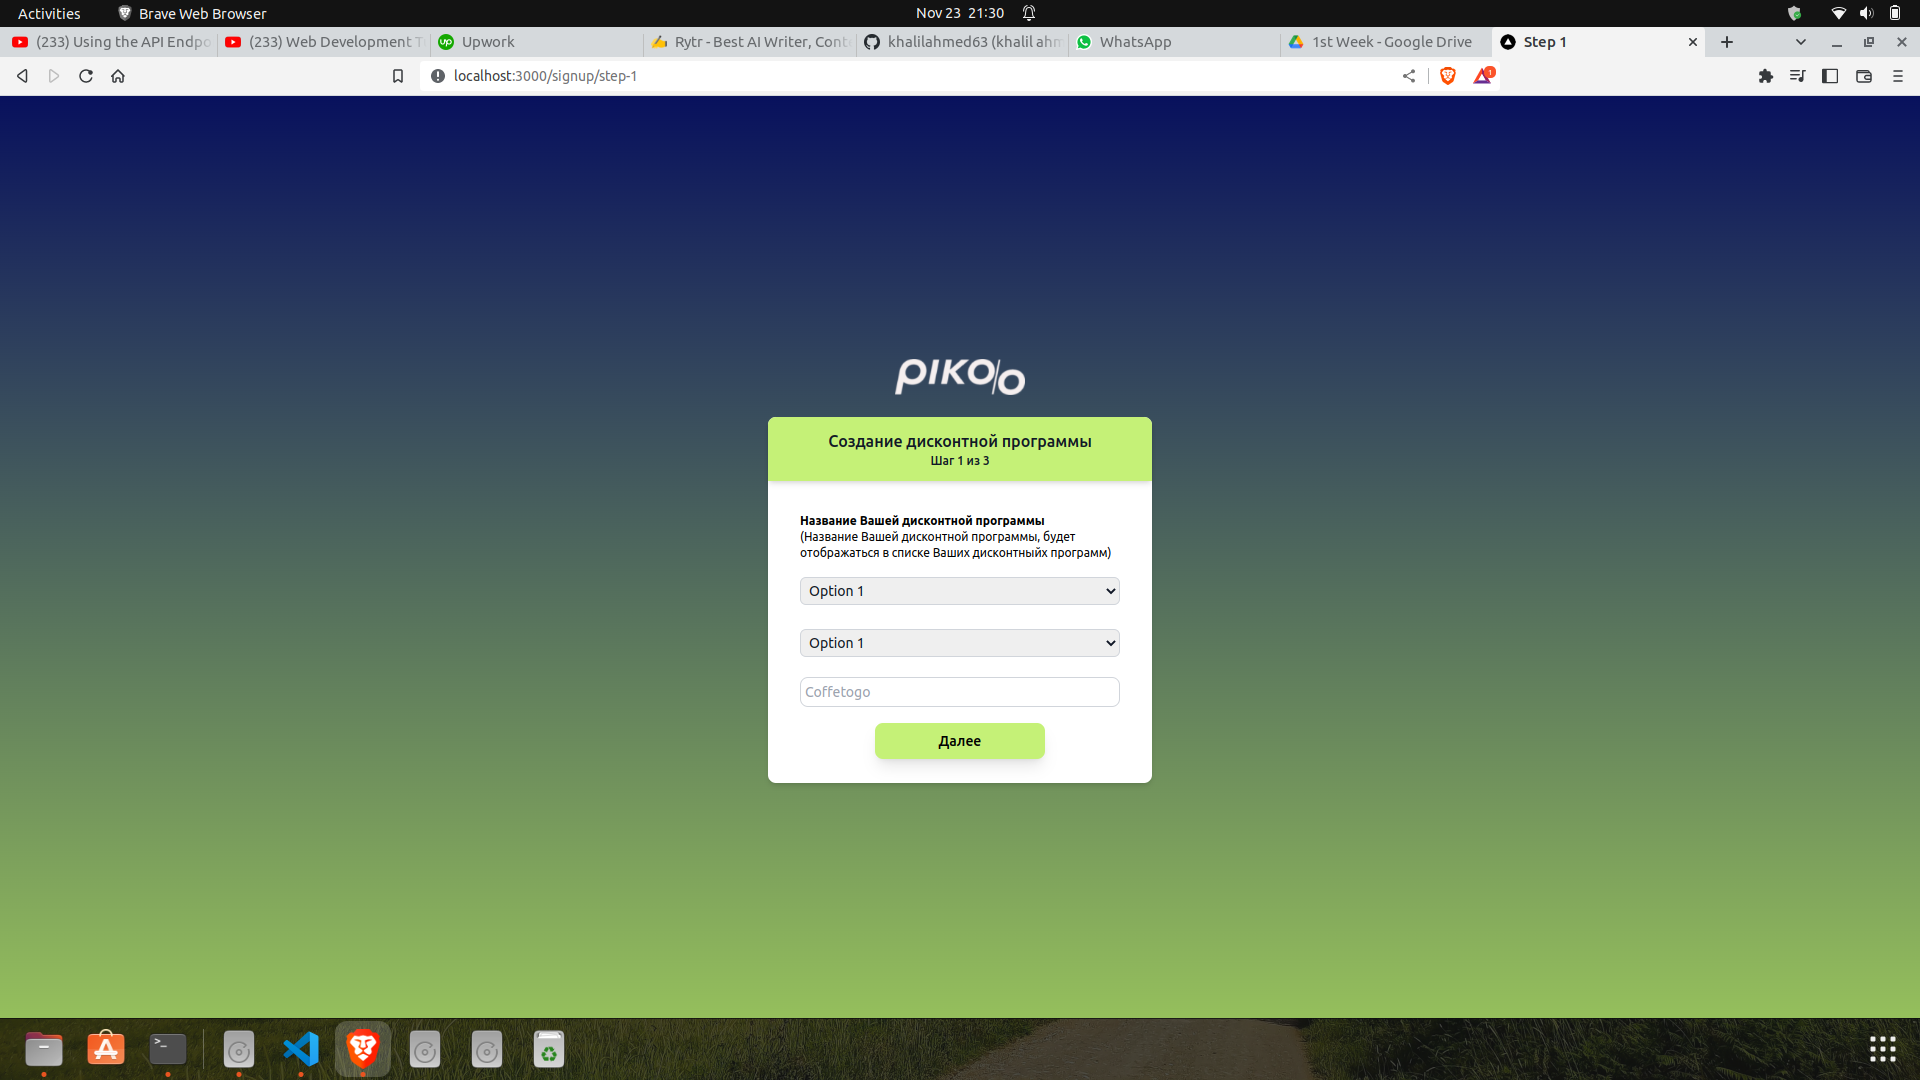 Activities
Brave Web Browser
Nov 23 21:30
(233) Using the API Endpo
(233) Web Development T
Upwork
Rytr - Best AI Writer, Cont
khalilahmed63 (khalil ahm
WhatsApp
1st Week - Google Drive
Step 1
localhost:3000/signup/step-1
1
piko/o
Создание дисконтной программы
Шаг 1 из 3
Название Вашей дисконтной программы
(Название Вашей дисконтной программы, будет
отображаться в списке Ваших дисконтныйх программ)
Option 1
Option 1
Coffetogo
Далее